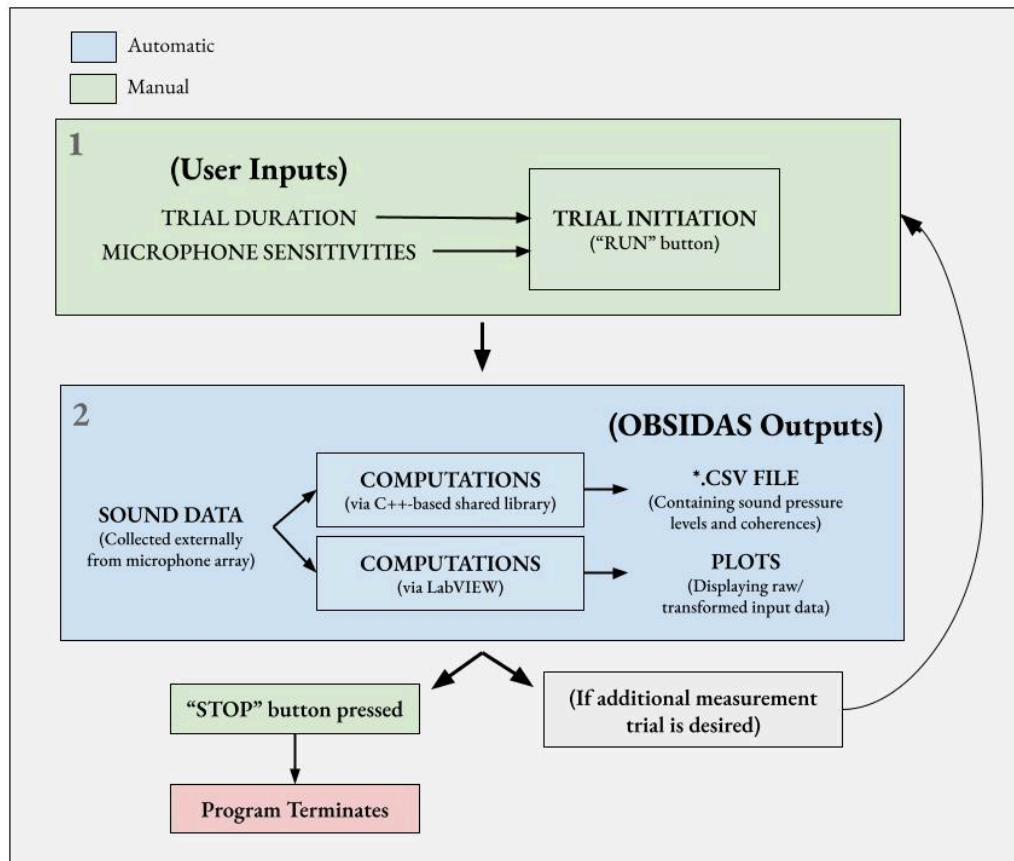 Automatic
Manual
1
(User Inputs)
TRIAL DURATION
MICROPHONE SENSITIVITIES
TRIAL INITIATION
(“RUN” button)
2
(OBSIDAS Outputs)
SOUND DATA
(Collected externally
from microphone array)
COMPUTATIONS
(via C++-based shared library)
*.CSV FILE
(Containing sound pressure
levels and coherences)
COMPUTATIONS
(via LabVIEW)
PLOTS
(Displaying raw/
transformed input data)
“STOP” button pressed
(If additional measurement
trial is desired)
Program Terminates